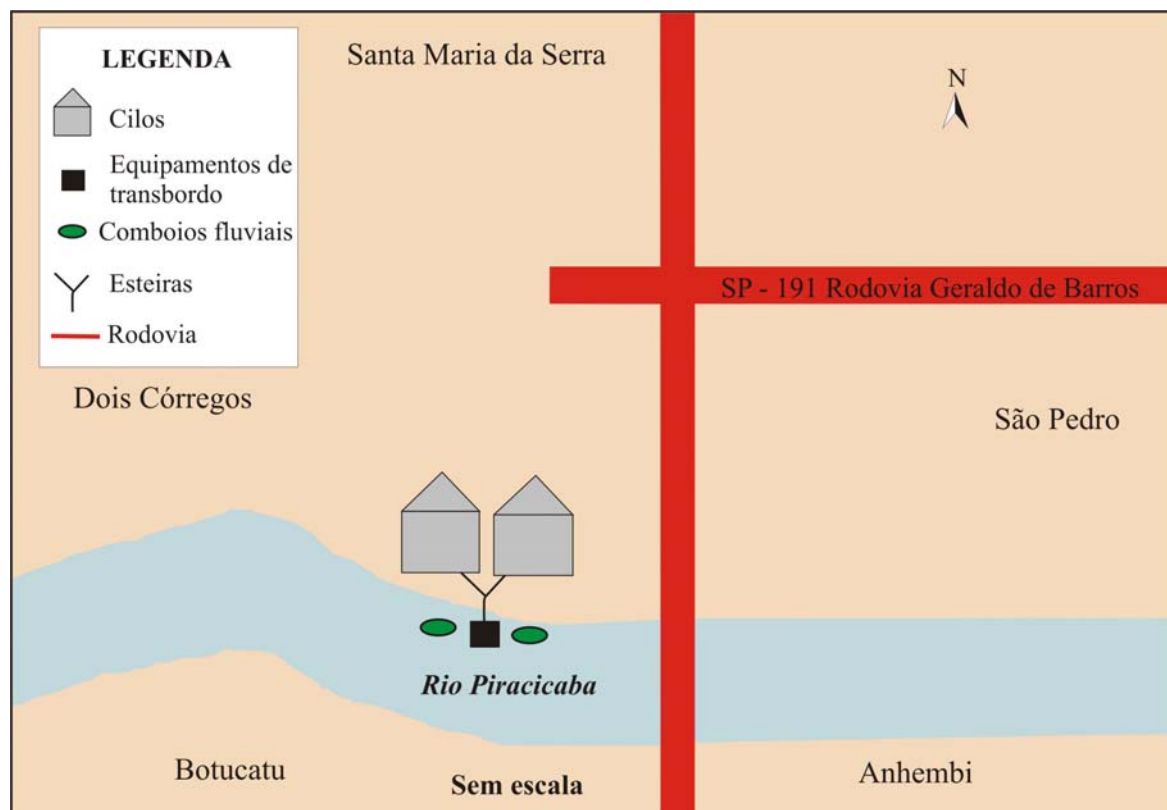 LEGENDA
Cilos
Equipamentos de
transbordo
Comboios fluviais
Esteiras
Rodovia
Santa Maria da Serra
N
SP - 191 Rodovia Geraldo de Barros
Dois Córregos
São Pedro
Rio Piracicaba
Botucatu
Sem escala
Anhembi